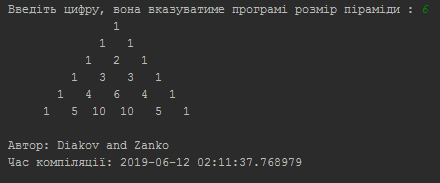 Введіть цифру, вона вказуватиме програмі розмір піраміди : 6
1
1 1
1 2 1
1 3 3 1
1 4 6 4 1
1 5 10 10 5 1
Автор: Diakov and Zanko
Час компіляції: 2019-06-12 02:11:37.768979